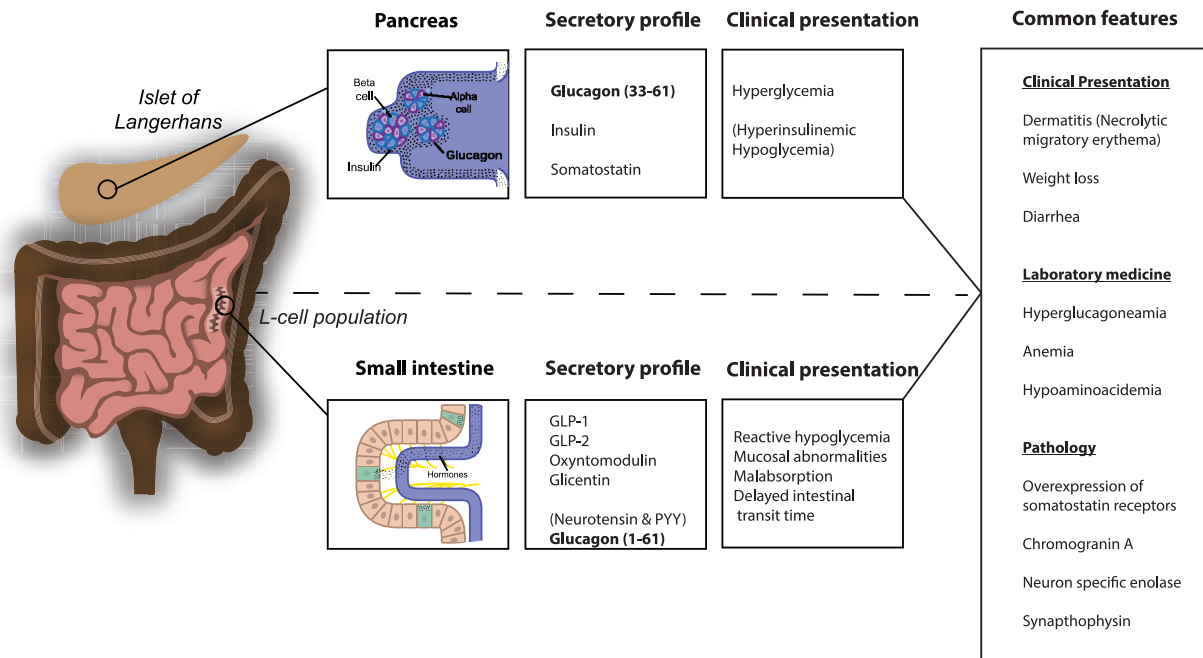 Pancreas
Secretory profile
Clinical presentation
Common features
Islet of
Langerhans
Beta
cell
Alpha
cell
Glucagon
Insulin
Glucagon (33-61)
Insulin
Somatostatin
Hyperglycemia
(Hyperinsulinemic
Hypoglycemia)
L-cell population
Small intestine
Secretory profile
Clinical presentation
Hormones
GLP-1
GLP-2
Oxyntomodulin
Glicentin
(Neurotensin & PYY)
Glucagon (1-61)
Reactive hypoglycemia
Mucosal abnormalities
Malabsorption
Delayed intestinal
transit time
Clinical Presentation
Dermatitis (Necrolytic
migratory erythema)
Weight loss
Diarrhea
Laboratory medicine
Hyperglucagoneamia
Anemia
Hypoaminoacidemia
Pathology
Overexpression of
somatostatin receptors
Chromogranin A
Neuron specific enolase
Synapthophysin